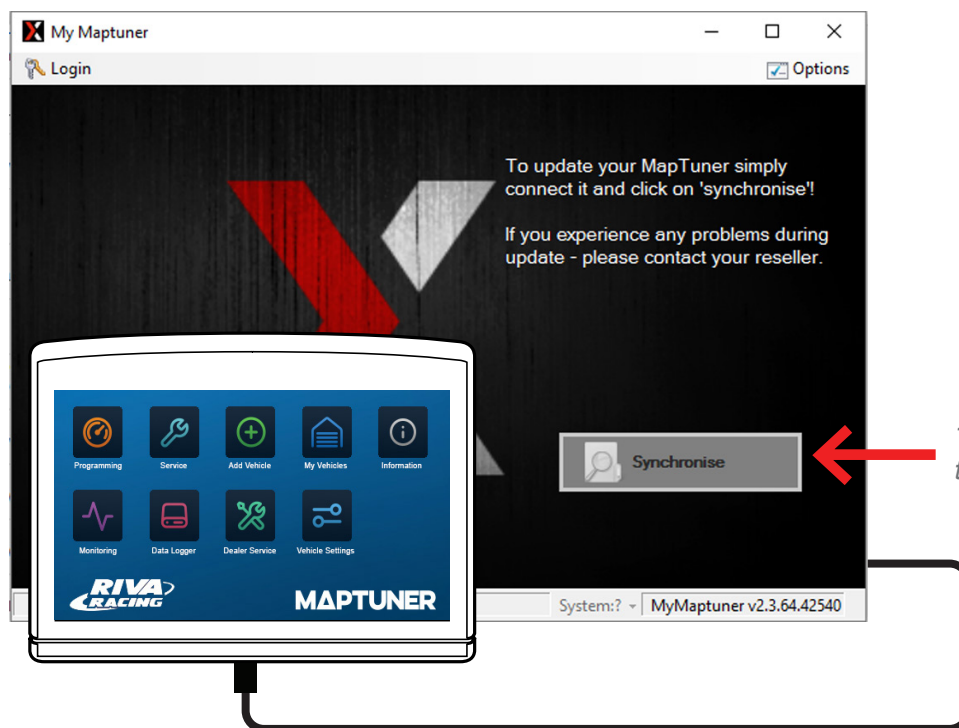 My Maptuner
Login
Options
To update your MapTuner simply
connect it and click on 'synchronise'!
If you experience any problems during
update - please contact your reseller.
Synchronise
Programming
Service
Add Vehicle
My Vehicles
Information
Monitoring
Data Logger
Dealer Service
Vehicle Settings
RIVA
RACING
MAPTUNER
System:?
MyMaptuner v2.3.64.42540